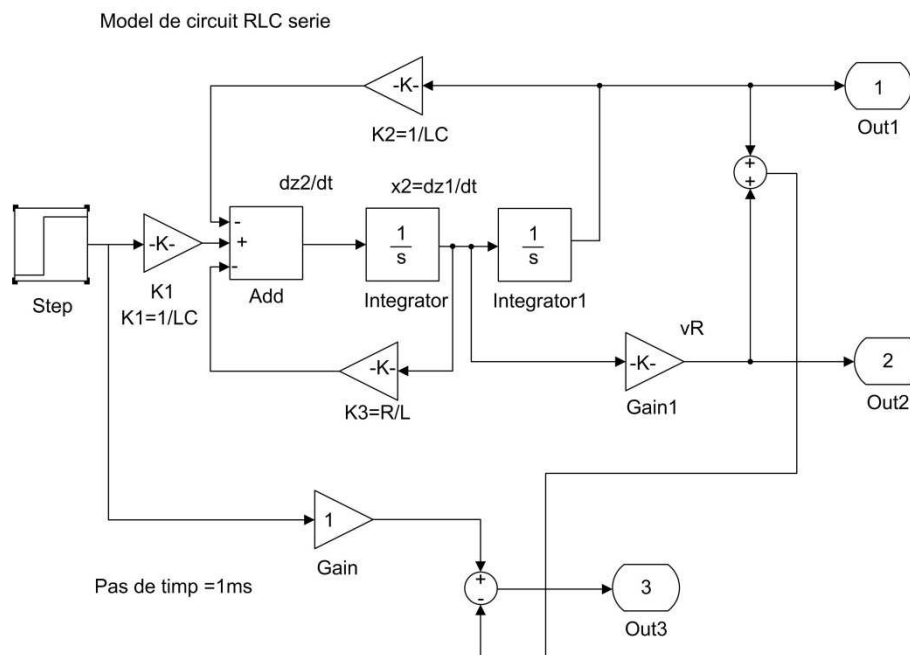 Model de circuit RLC serie
-K-
K2=1/LC
1
Out1
+
+
dz2/dt
x2=dz1/dt
-K-
K1
K1=1/LC
Step
-
+
-
Add
1
s
Integrator
1
s
Integrator1
-K-
K3=R/L
vR
-K-
Gain1
2
Out2
1
Gain
Pas de timp =1ms
+
-
3
Out3